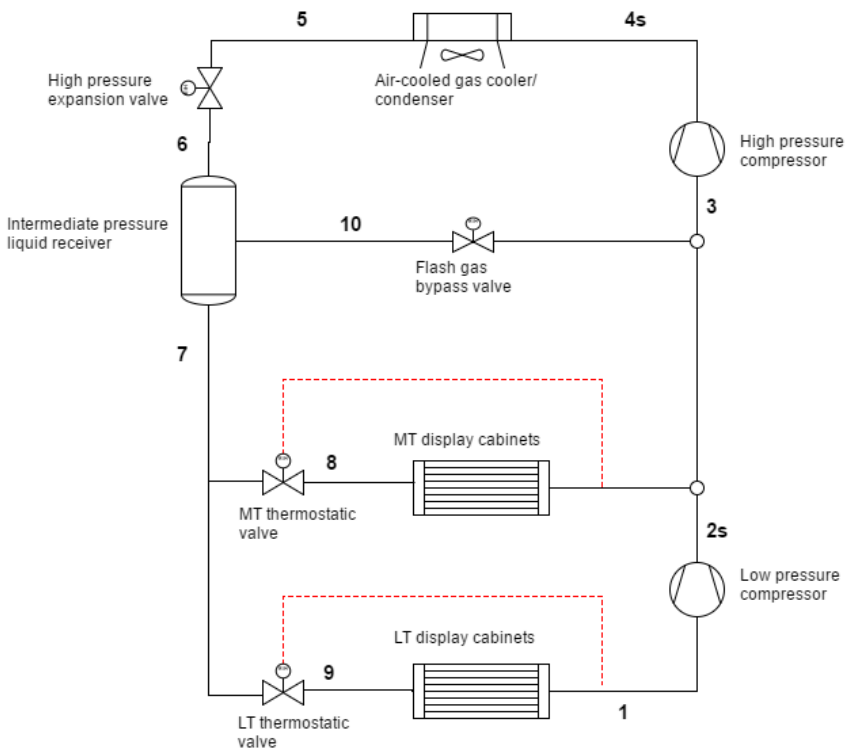 5
4s
High pressure
expansion valve
Air-cooled gas cooler/
condenser
6
High pressure
compressor
3
Intermediate pressure
liquid receiver
10
Flash gas
bypass valve
7
MT display cabinets
8
MT thermostatic
valve
2s
Low pressure
compressor
LT display cabinets
9
1
LT thermostatic
valve